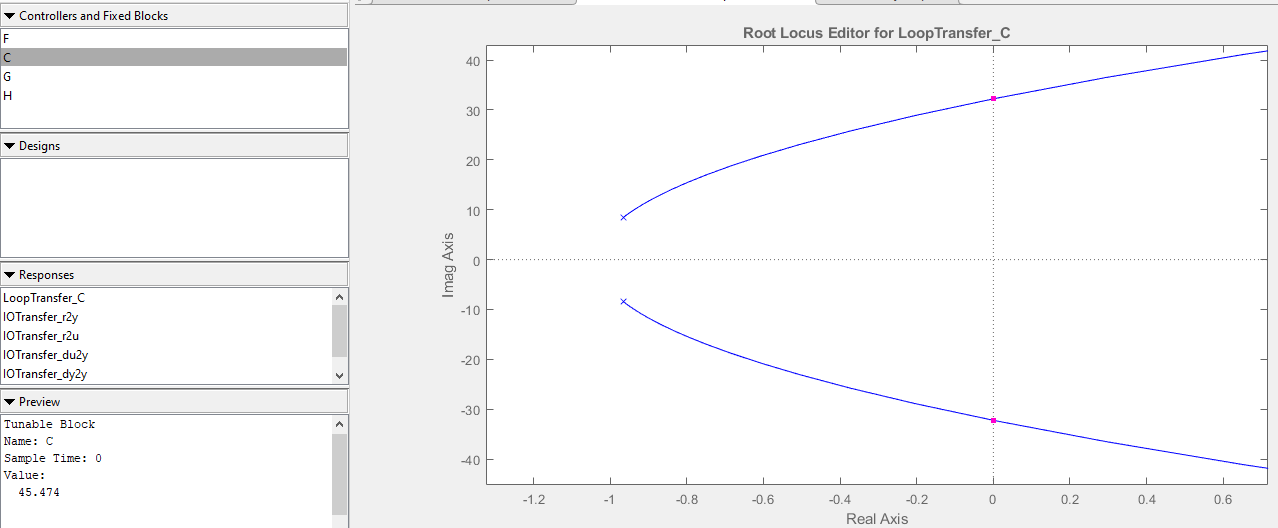 Controllers and Fixed Blocks
F
C
G
H
Designs
Responses
LoopTransfer_C
IOTransfer_r2y
IOTransfer_r2u
IOTransfer_du2y
IOTransfer_dy2y
Preview
Tunable Block
Name: C
Sample Time: 0
Value:
45.474
Root Locus Editor for LoopTransfer_C
40
30
20
10
0
-10
-20
-30
-40
Imag Axis
-1.2 -1 -0.8 -0.6 -0.4 -0.2 0 0.2 0.4 0.6
Real Axis